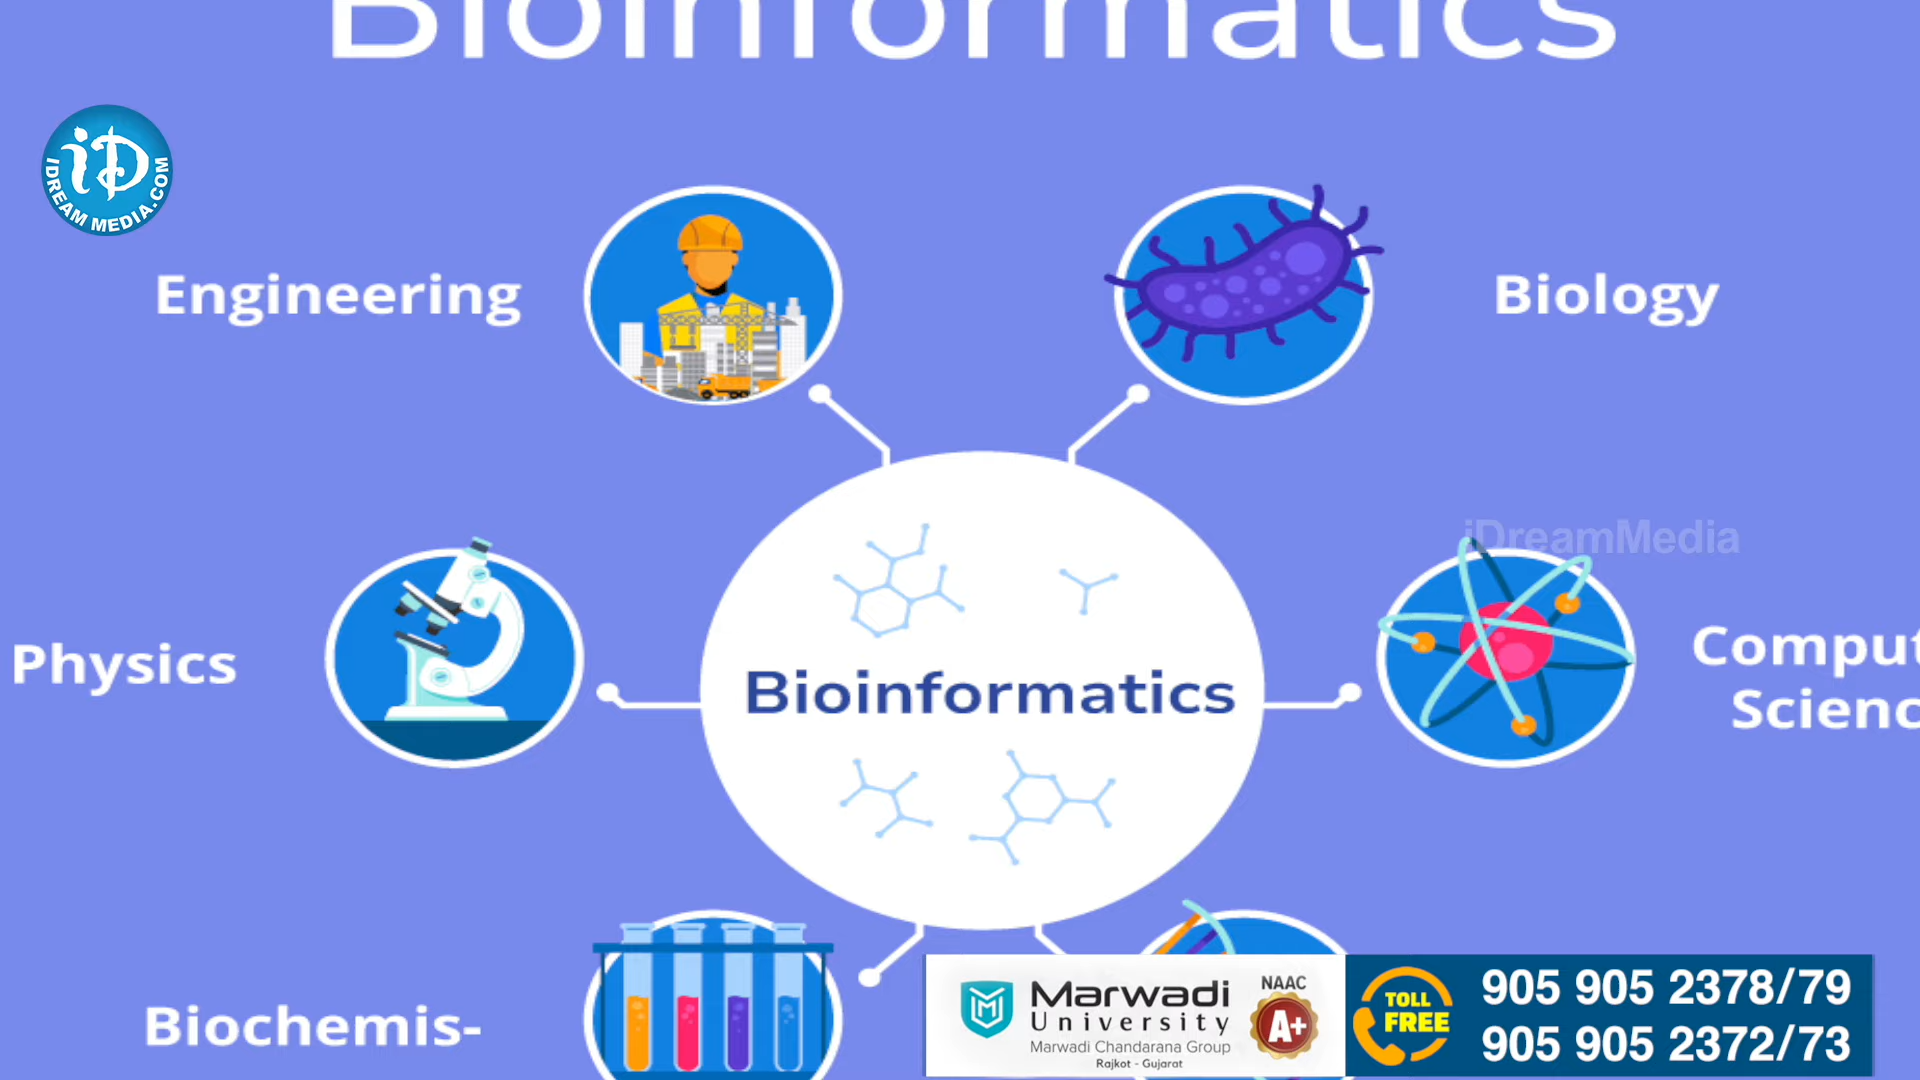 Bioinformatics
iD
IDREAM MEDIA.COM
Engineering
Biology
iDreamMedia
Physics
Bioinformatics
Comput
Scienc
Biochemis-
Marwadi
University
Marwadi Chandarana Group
Rajkot - Gujarat
NAAC
A+
TOLL
FREE
905 905 2378/79
905 905 2372/73